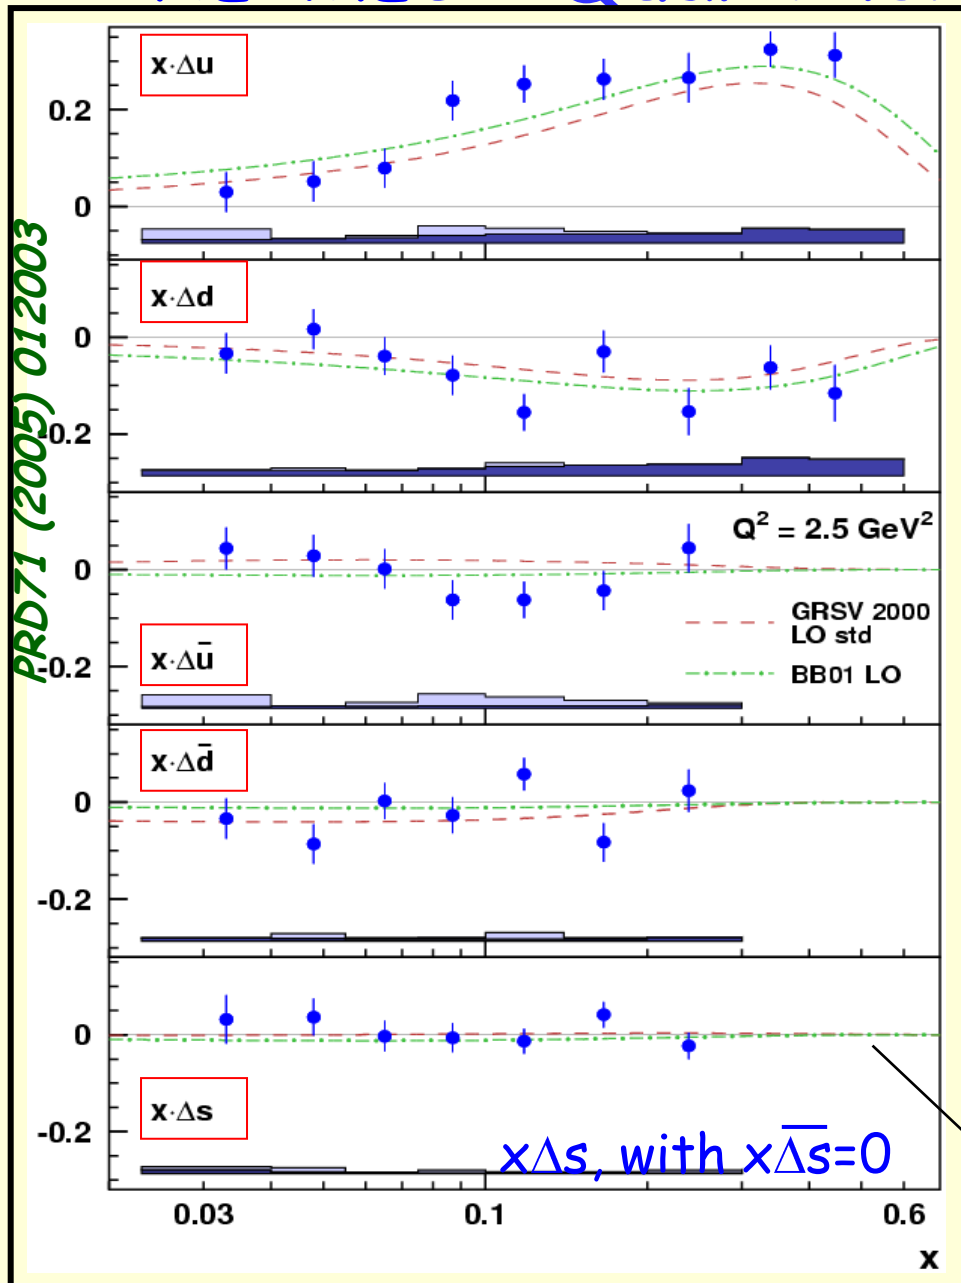 PRD71 (2005) 012003
x·Δu
0.2
0
x·Δd
0
-0.2
Q² = 2.5 GeV²
0
GRSV 2000
LO std
-0.2
x·Δū
BB01 LO
x·Δd̄
0
-0.2
0
x·Δs
-0.2
xΔs, with x\overline{Δs}=0
0.03 0.1 0.6
x